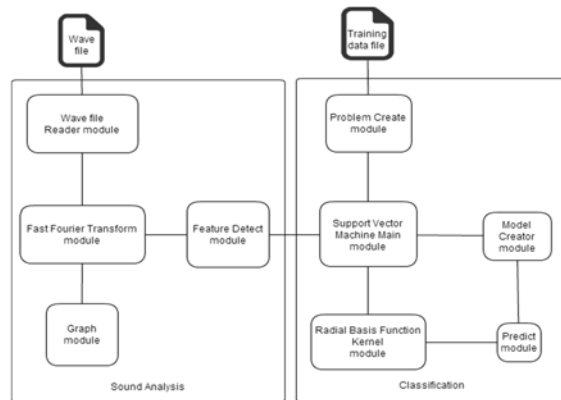 Wave
file
Training
data file
Wave file
Reader module
Problem Create
module
Fast Fourier Transform
module
Feature Detect
module
Support Vector
Machine Main
module
Model
Creator
module
Graph
module
Radial Basis Function
Kernel
module
Predict
module
Sound Analysis
Classification